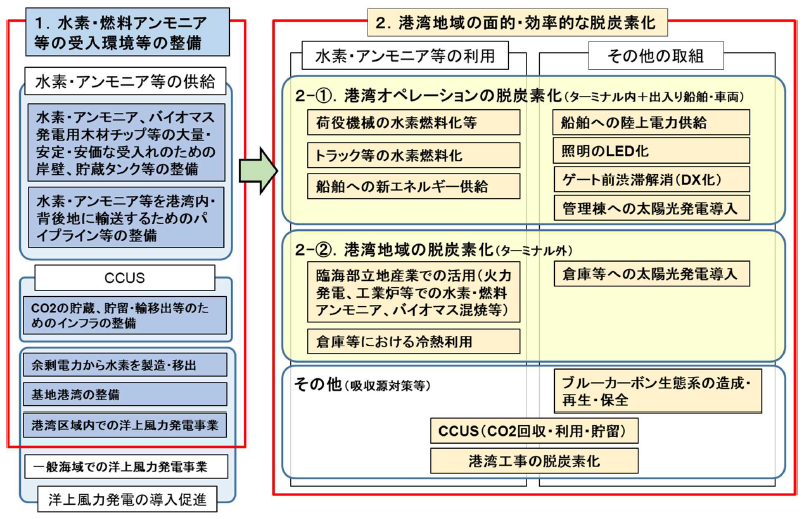 1．水素・燃料アンモニア
等の受入環境等の整備
水素・アンモニア等の供給
水素・アンモニア、バイオマス
発電用木材チップ等の大量・
安定・安価な受入れのための
岸壁、貯蔵タンク等の整備
水素・アンモニア等を港湾内・
背後地に輸送するためのパ
イプライン等の整備
CCUS
CO2の貯蔵、貯留・輸移出等のた
めのインフラの整備
余剰電力から水素を製造・移出
基地港湾の整備
港湾区域内での洋上風力発電事業
一般海域での洋上風力発電事業
洋上風力発電の導入促進
2．港湾地域の面的・効率的な脱炭素化
水素・アンモニア等の利用
その他の取組
2-①．港湾オペレーションの脱炭素化（ターミナル内＋出入り船舶・車両）
荷役機械の水素燃料化等
トラック等の水素燃料化
船舶への新エネルギー供給
船舶への陸上電力供給
照明のLED化
ゲート前渋滞解消（DX化）
管理棟への太陽光発電導入
2-②．港湾地域の脱炭素化（ターミナル外）
臨海部立地産業での活用（火力
発電、工業炉等での水素・燃料
アンモニア、バイオマス混焼等）
倉庫等における冷熱利用
倉庫等への太陽光発電導入
その他（吸収源対策等）
ブルーカーボン生態系の造成・
再生・保全
CCUS（CO2回収・利用・貯留）
港湾工事の脱炭素化